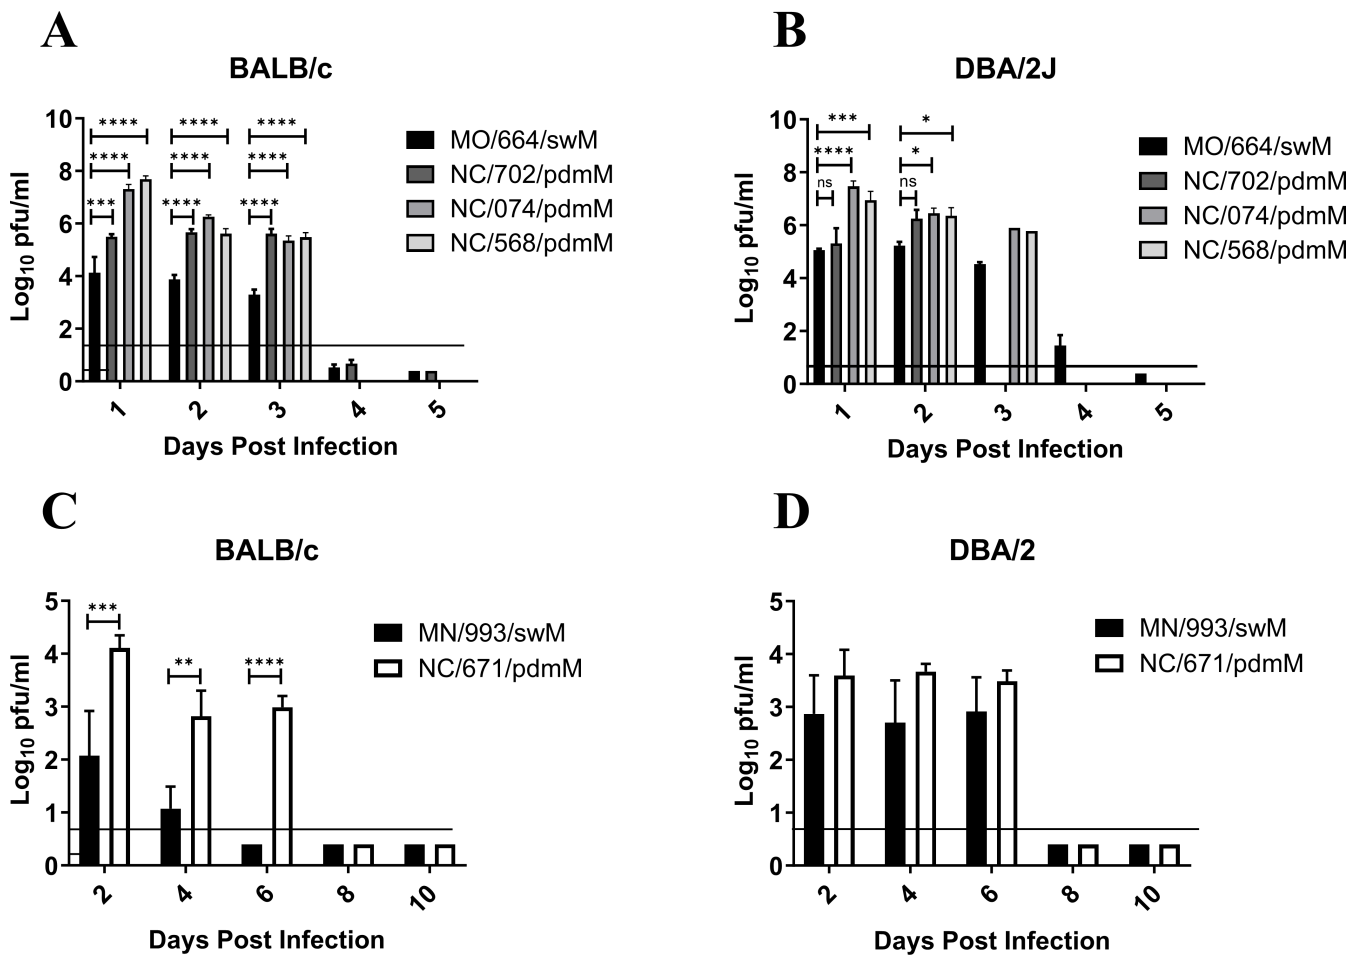 A
BALB/c
Log10 pfu/ml
10
8
6
4
2
0
**** **** ****
**** **** ****
*** **** ****
MO/664/swM
NC/702/pdmM
NC/074/pdmM
NC/568/pdmM
1 2 3 4 5
Days Post Infection
B
DBA/2J
Log10 pfu/ml
10
8
6
4
2
0
*** *
**** *
ns ns
MO/664/swM
NC/702/pdmM
NC/074/pdmM
NC/568/pdmM
1 2 3 4 5
Days Post Infection
C
BALB/c
Log10 pfu/ml
5
4
3
2
1
0
*** ** ****
MN/993/swM
NC/671/pdmM
2 4 6 8 10
Days Post Infection
D
DBA/2
Log10 pfu/ml
5
4
3
2
1
0
MN/993/swM
NC/671/pdmM
2 4 6 8 10
Days Post Infection